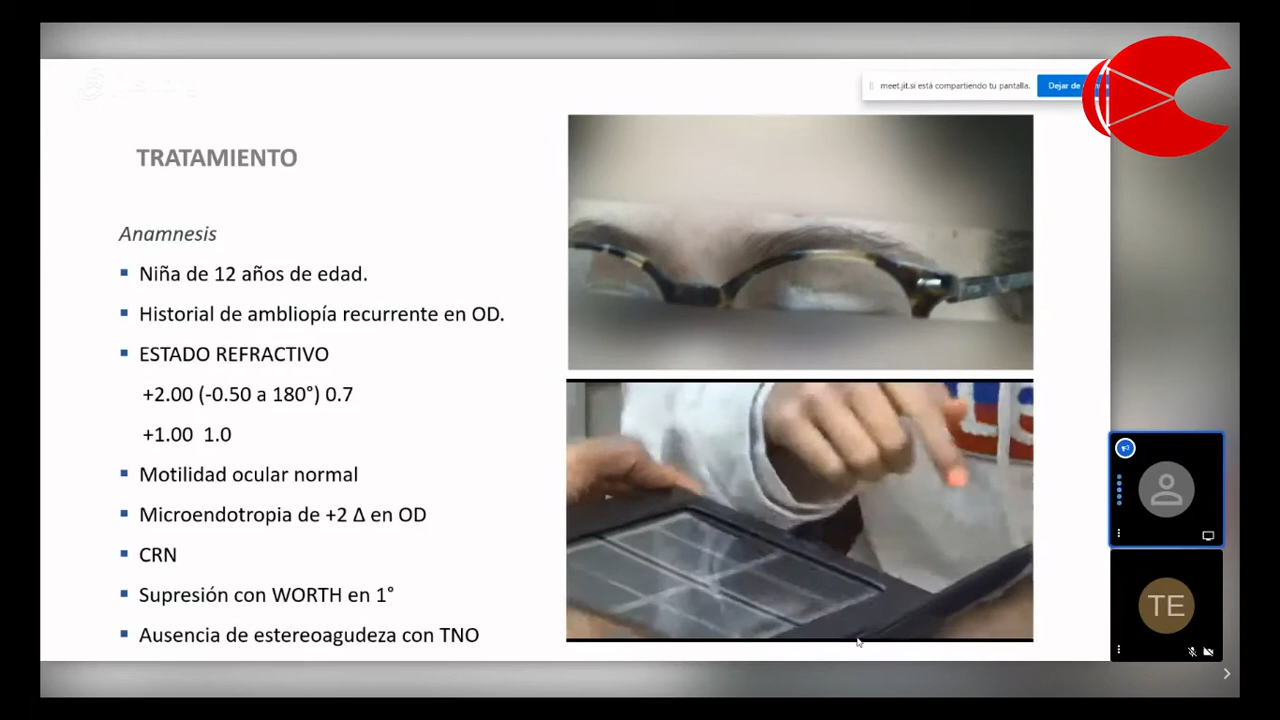 meet.jit.si está compartiendo tu pantalla.
Dejar de
TRATAMIENTO
Anamnesis
Niña de 12 años de edad.
Historial de ambliopía recurrente en OD.
ESTADO REFRACTIVO
+2.00 (-0.50 a 180°) 0.7
+1.00 1.0
Motilidad ocular normal
Microendotropia de +2 Δ en OD
CRN
Supresión con WORTH en 1°
Ausencia de estereoagudeza con TNO
TE